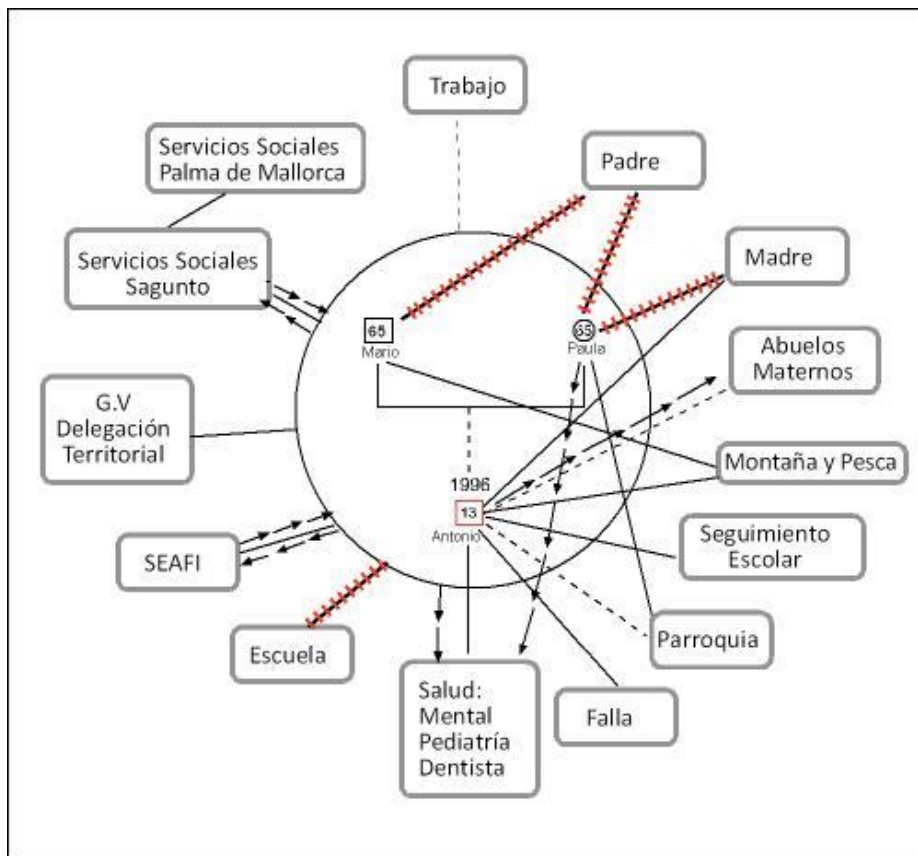 Trabajo
Servicios Sociales
Palma de Mallorca
Padre
Servicios Sociales
Sagunto
Madre
65
Mario
65
Paula
Abuelos
Maternos
G.V
Delegación
Territorial
Montaña y Pesca
1996
13
Antonio
Seguimiento
Escolar
SEAFI
Escuela
Parroquia
Salud:
Mental
Pediatría
Dentista
Falla